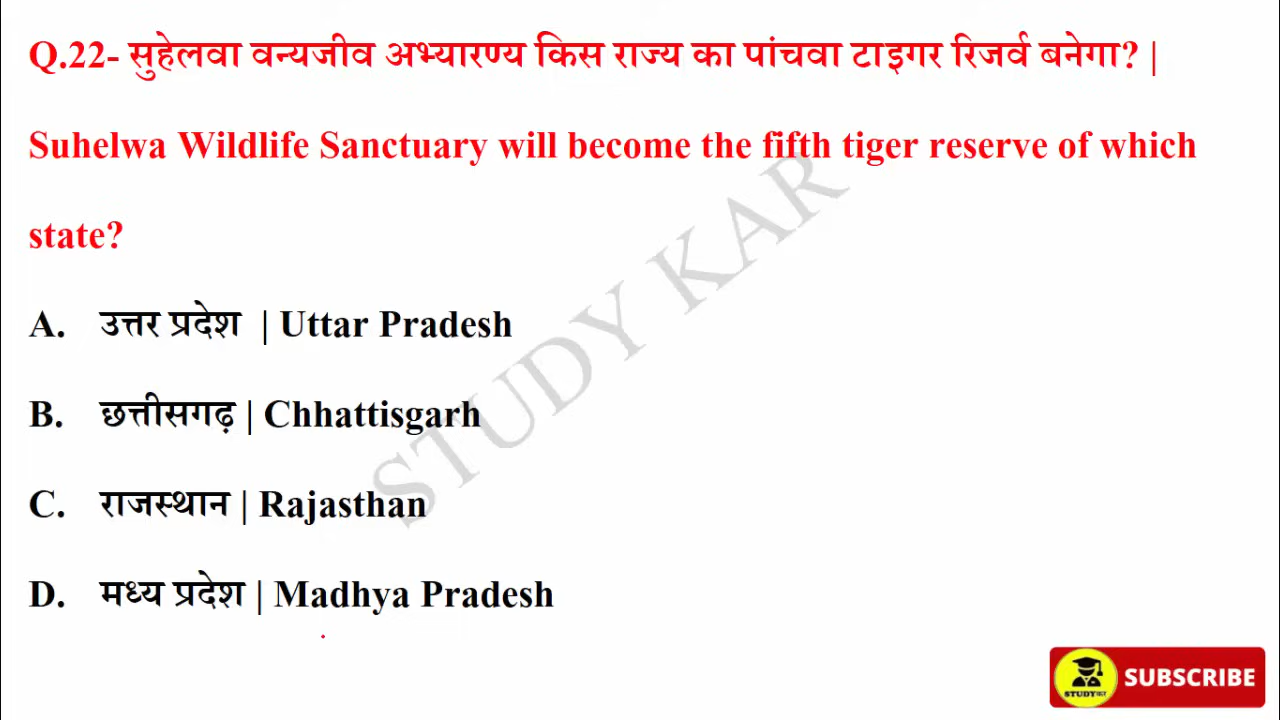 Q.22- सुहेलवा वन्यजीव अभ्यारण्य किस राज्य का पांचवा टाइगर रिजर्व बनेगा? |
Suhelwa Wildlife Sanctuary will become the fifth tiger reserve of which
state?
A. उत्तर प्रदेश | Uttar Pradesh
B. छत्तीसगढ़ | Chhattisgarh
C. राजस्थान | Rajasthan
D. मध्य प्रदेश | Madhya Pradesh
STUDY KAR
SUBSCRIBE